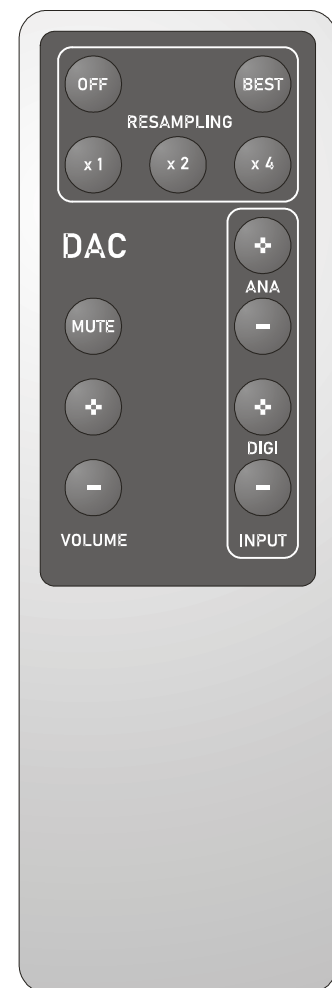 OFF BEST
RESAMPLING
x 1 x 2 x 4
DAC +
ANA
MUTE -
+ +
DIGI
- -
VOLUME INPUT